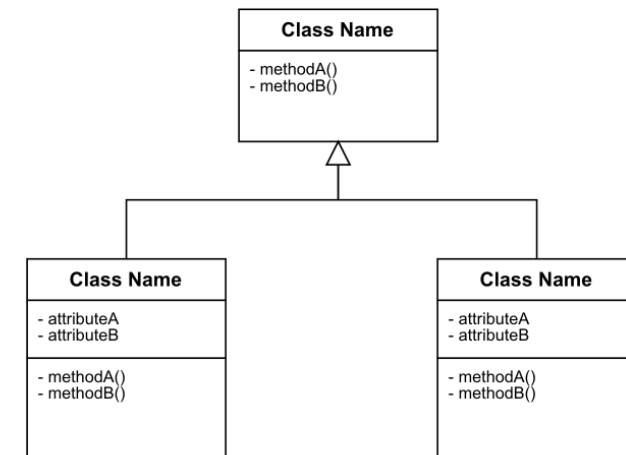 Class Name
- methodA()
- methodB()
Class Name
- attributeA
- attributeB
- methodA()
- methodB()
Class Name
- attributeA
- attributeB
- methodA()
- methodB()